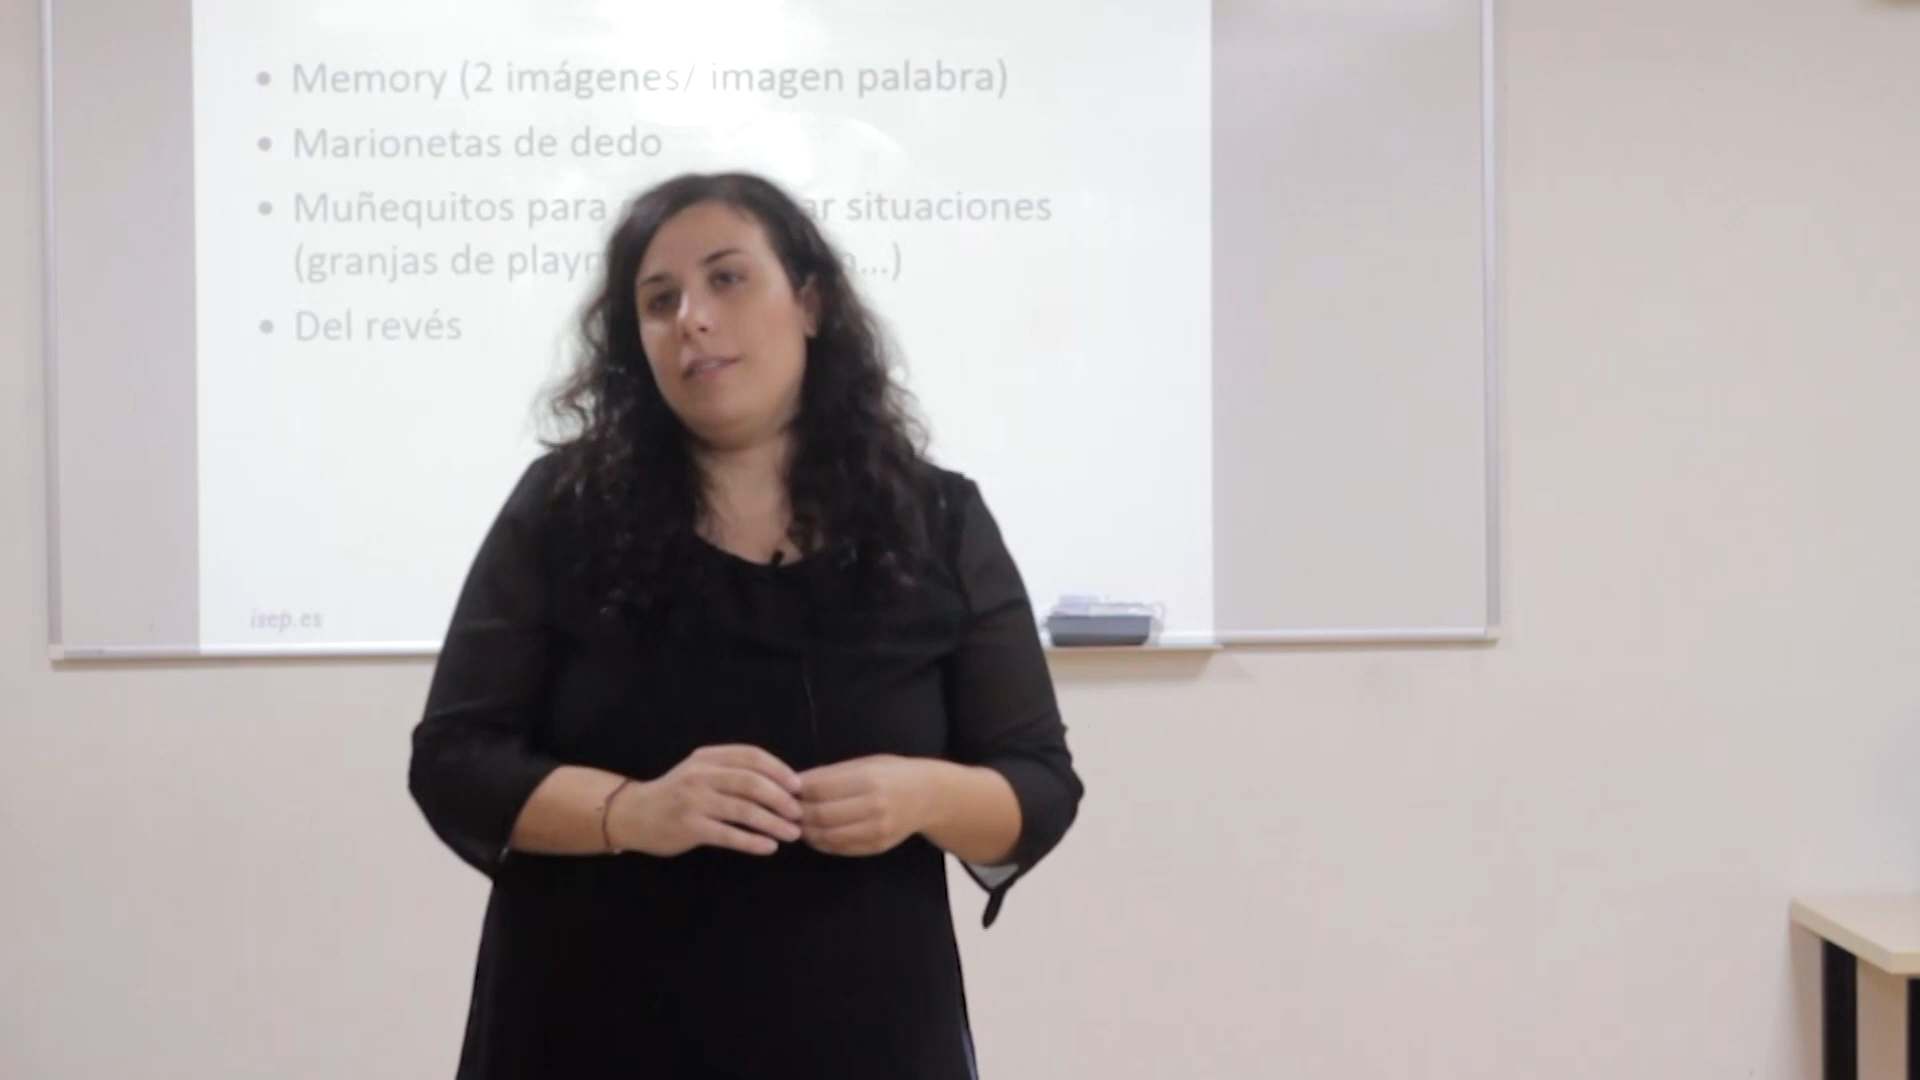 • Memory (2 imágenes/ imagen palabra)
• Marionetas de dedo
• Muñequitos para situaciones
(granjas de ...)
• Del revés
isep.es